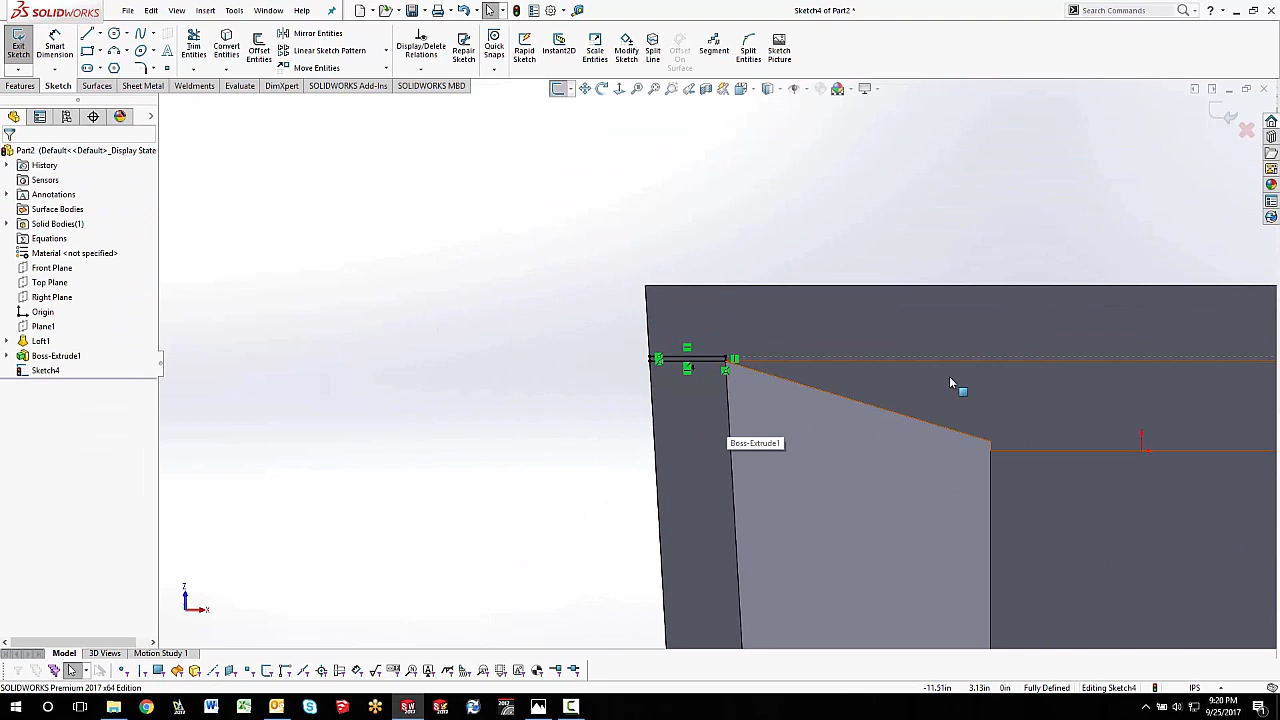 SOLIDWORKS
File Edit View Insert Tools Window Help
Sketch4 of Part2 *
Search Commands
Exit Sketch
Smart Dimension
Trim Entities
Convert Entities
Offset Entities
Mirror Entities
Linear Sketch Pattern
Move Entities
Display/Delete Relations
Repair Sketch
Quick Snaps
Rapid Sketch
Instant2D
Scale Entities
Modify Sketch
Split Line
Offset On Surface
Segment
Split Entities
Sketch Picture
Features Sketch Surfaces Sheet Metal Weldments Evaluate DimXpert SOLIDWORKS Add-Ins SOLIDWORKS MBD
Part2 (Default<<Default>_Display State
History
Sensors
Annotations
Surface Bodies
Solid Bodies(1)
Equations
Material <not specified>
Front Plane
Top Plane
Right Plane
Origin
Plane1
Loft1
Boss-Extrude1
Sketch4
Boss-Extrude1
Z
X
Model 3D Views Motion Study 1
SOLIDWORKS Premium 2017 x64 Edition
-11.51in 3.13in 0in Fully Defined Editing Sketch4 IPS
9:20 PM
9/25/2017